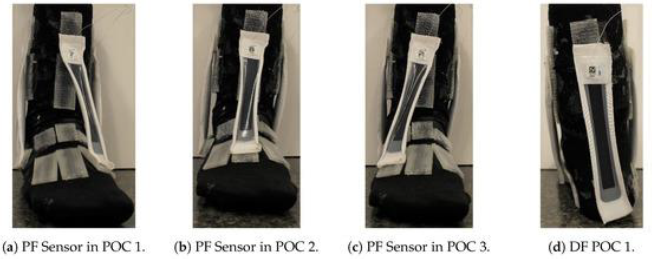 (a) PF Sensor in POC 1.
(b) PF Sensor in POC 2.
(c) PF Sensor in POC 3.
(d) DF POC 1.